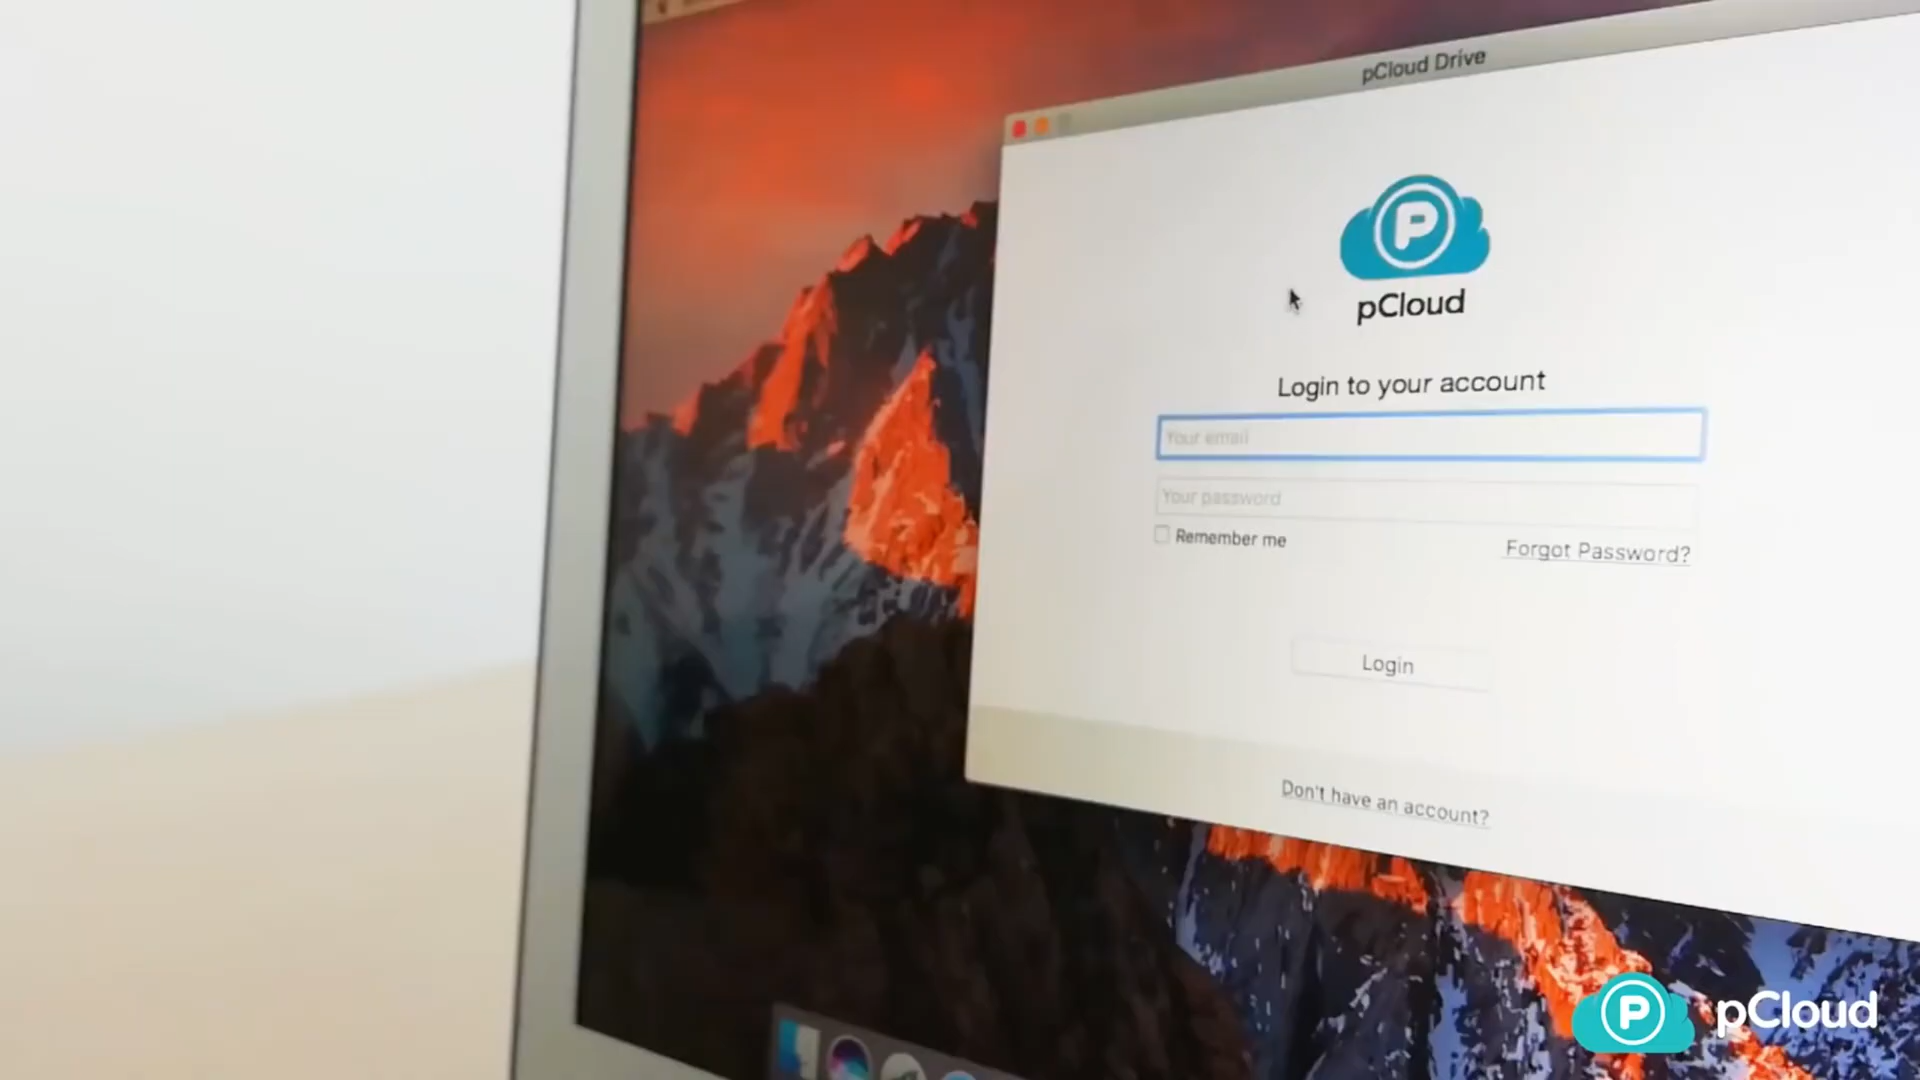 pCloud Drive
pCloud
Login to your account
Your email
Your password
Remember me
Forgot Password?
Login
Don't have an account?
pCloud